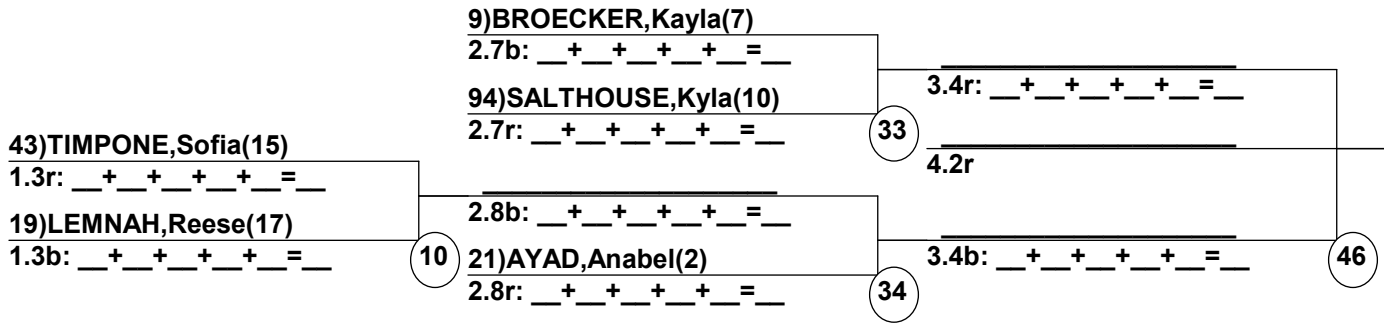 9)BROECKER,Kayla(7)
2.7b: __+__+__+__+__=__
94)SALTHOUSE,Kyla(10)
2.7r: __+__+__+__+__=__
33
43)TIMPONE,Sofia(15)
1.3r: __+__+__+__+__=__
19)LEMNAH,Reese(17)
1.3b: __+__+__+__+__=__
10
2.8b: __+__+__+__+__=__
21)AYAD,Anabel(2)
2.8r: __+__+__+__+__=__
34
3.4r: __+__+__+__+__=__
4.2r
3.4b: __+__+__+__+__=__
46